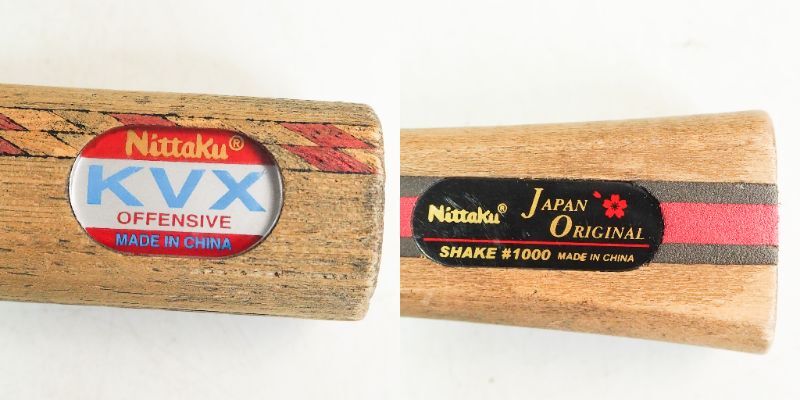 Nittaku®
KVX
OFFENSIVE
MADE IN CHINA
Nittaku®
JAPAN
ORIGINAL
SHAKE #1000 MADE IN CHINA